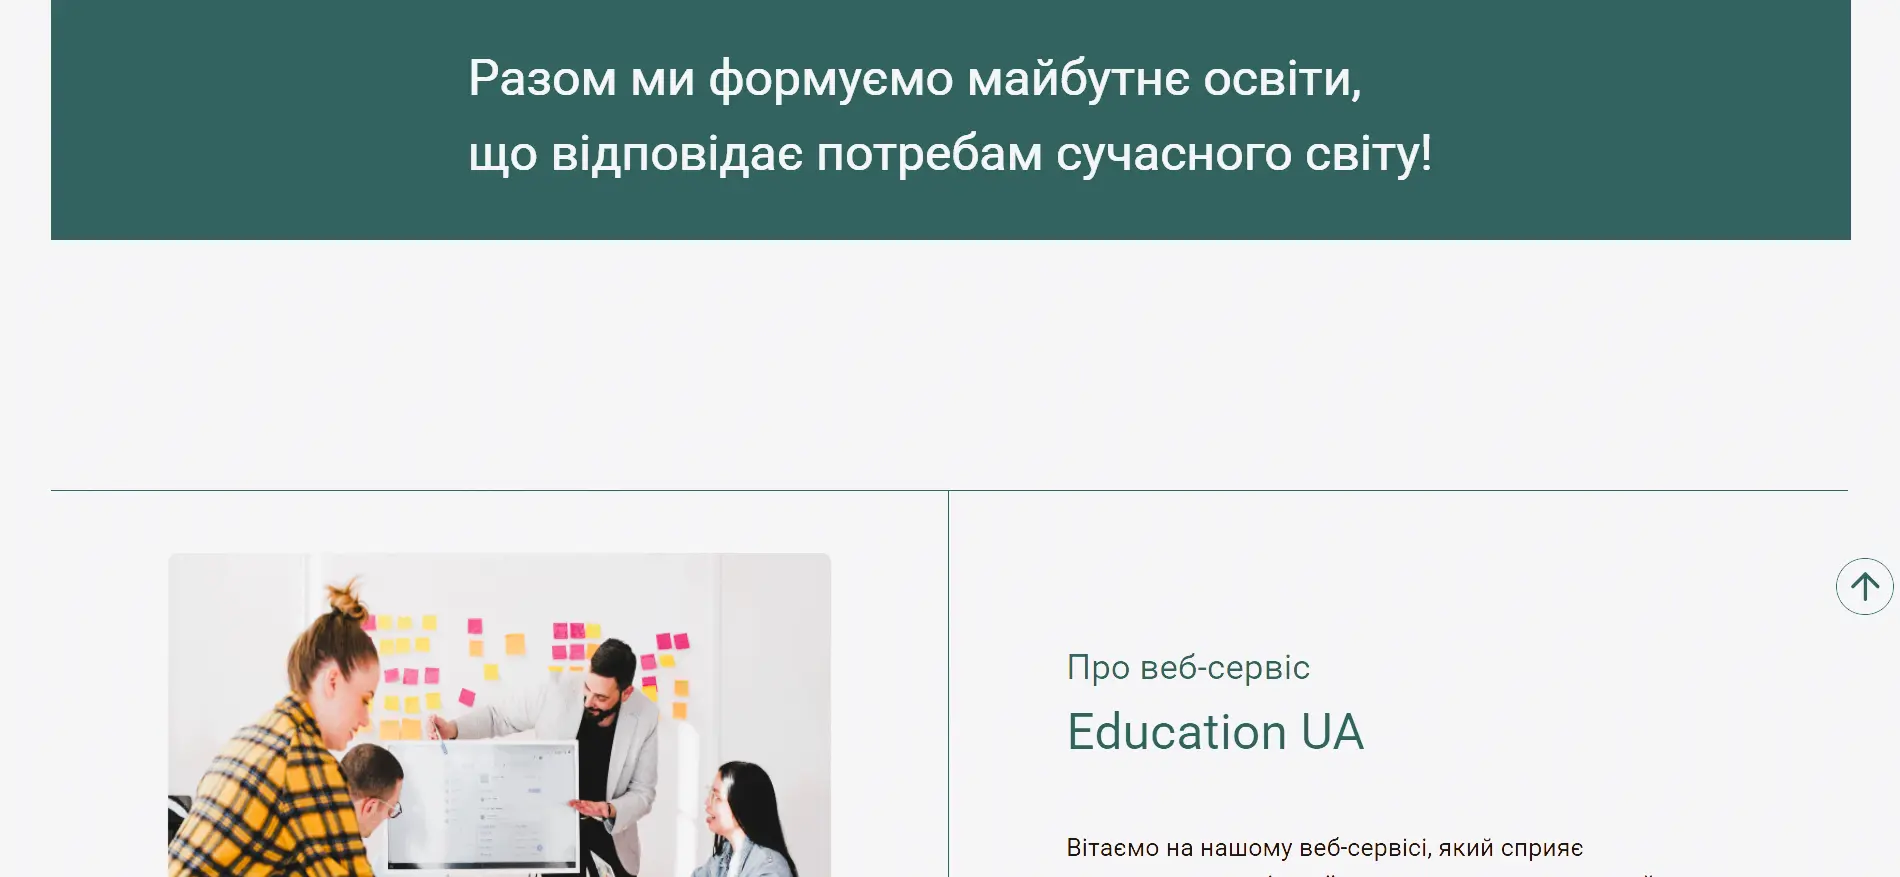 Разом ми формуємо майбутнє освіти,
що відповідає потребам сучасного світу!
Про веб-сервіс
Education UA
Вітаємо на нашому веб-сервісі, який сприяє